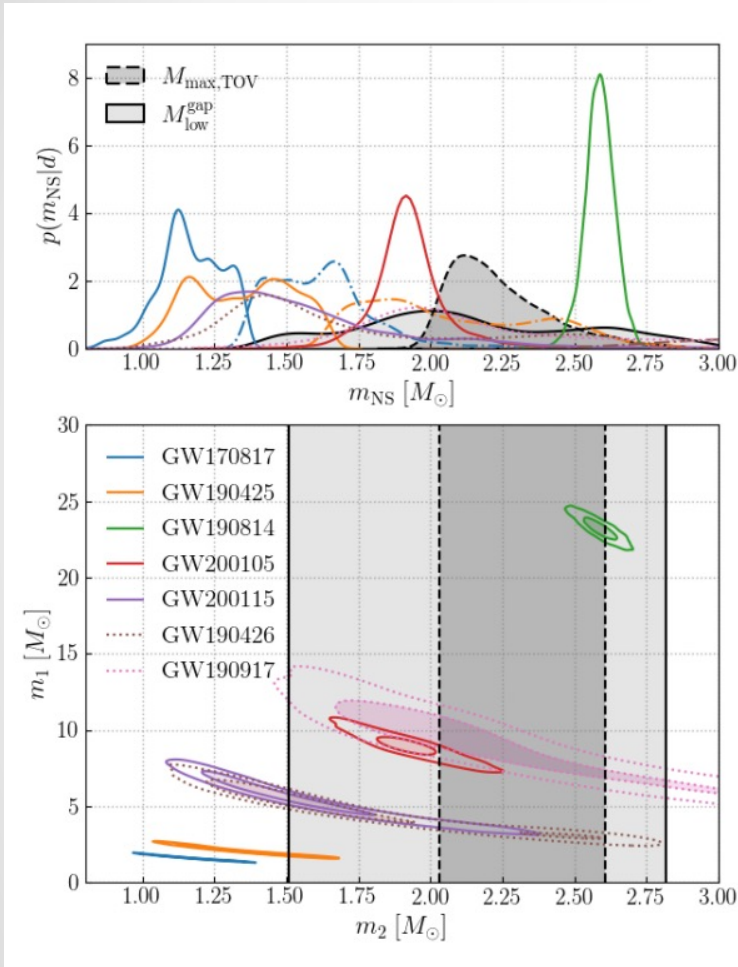 M_max,TOV
M^gap_low
8
6
4
2
0
p(m_NS|d)
1.00 1.25 1.50 1.75 2.00 2.25 2.50 2.75 3.00
m_NS [M_⊙]
30
25
20
15
10
5
0
m_1 [M_⊙]
GW170817
GW190425
GW190814
GW200105
GW200115
GW190426
GW190917
1.00 1.25 1.50 1.75 2.00 2.25 2.50 2.75 3.00
m_2 [M_⊙]